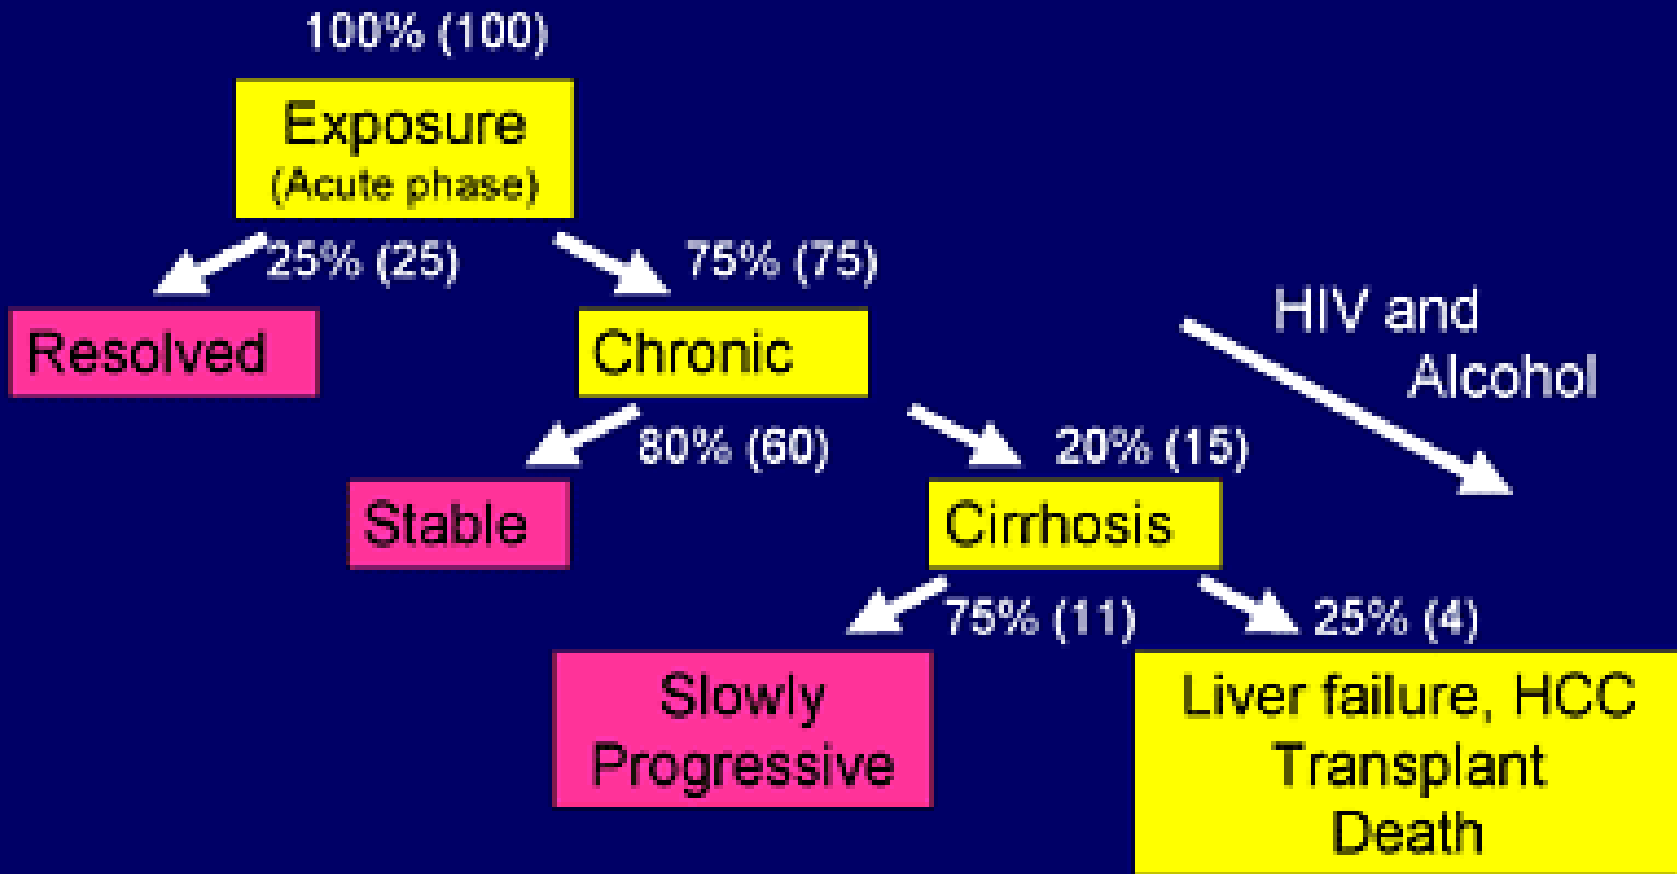 100% (100)
Exposure
(Acute phase)
25% (25)
75% (75)
Resolved
Chronic
HIV and
Alcohol
80% (60)
20% (15)
Stable
Cirrhosis
75% (11)
25% (4)
Slowly
Progressive
Liver failure, HCC
Transplant
Death